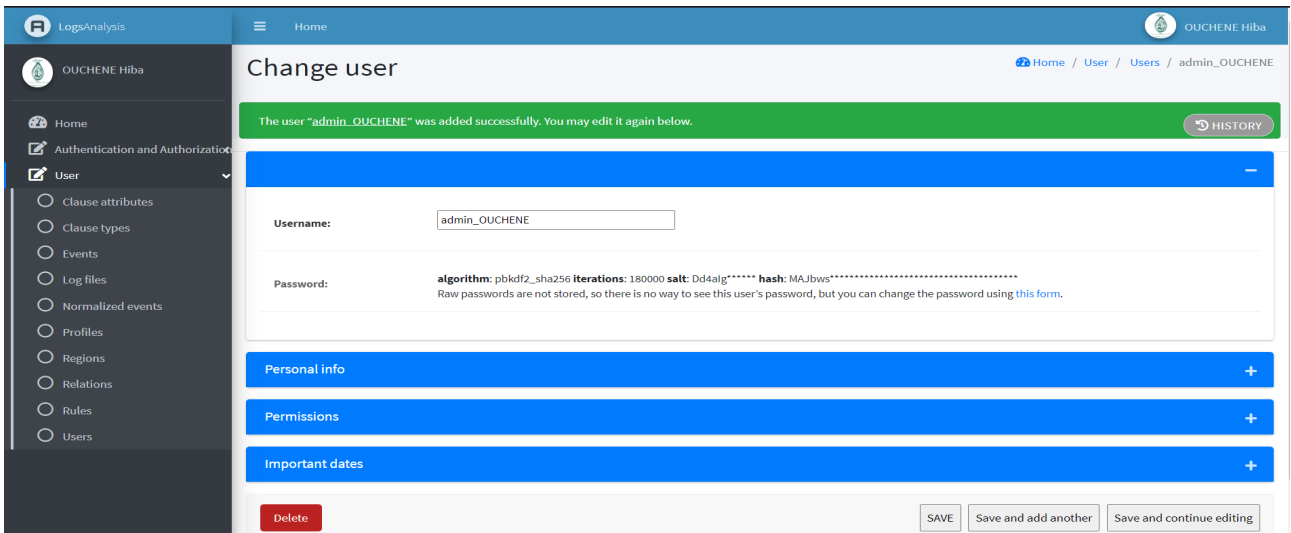 LogsAnalysis
Home
OUCHENE Hiba
OUCHENE Hiba
Home
Authentication and Authorization
User
Clause attributes
Clause types
Events
Log files
Normalized events
Profiles
Regions
Relations
Rules
Users
Change user
Home / User / Users / admin_OUCHENE
The user "admin_OUCHENE" was added successfully. You may edit it again below.
HISTORY
Username:
admin_OUCHENE
Password:
algorithm: pbkdf2_sha256 iterations: 180000 salt: Dd4alg****** hash: MAJbws**************************************
Raw passwords are not stored, so there is no way to see this user's password, but you can change the password using this form.
Personal info
Permissions
Important dates
Delete
SAVE
Save and add another
Save and continue editing